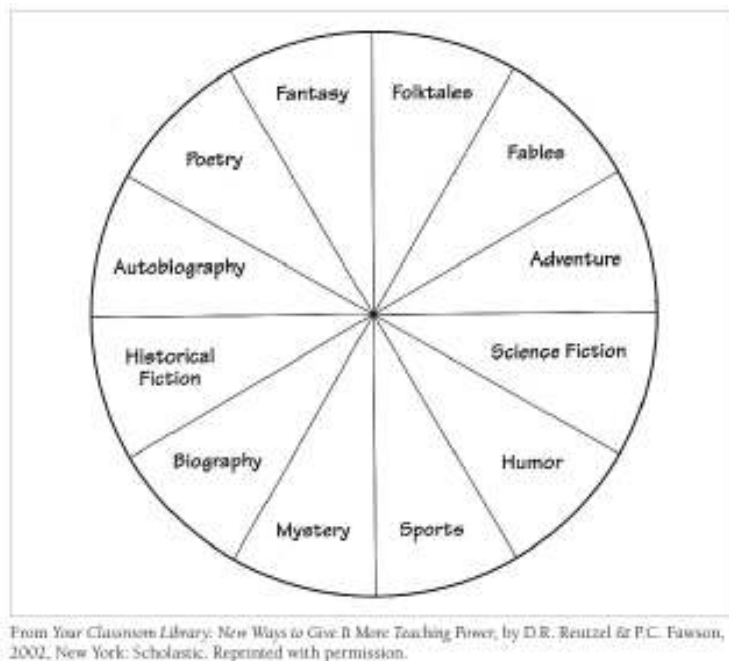 Fantasy
Folktales
Fables
Adventure
Science Fiction
Humor
Sports
Mystery
Biography
Historical
Fiction
Autobiography
Poetry
From Your Classroom Library: New Ways to Give It More Teaching Power, by D.R. Reutzel & P.C. Fawson,
2002, New York: Scholastic. Reprinted with permission.